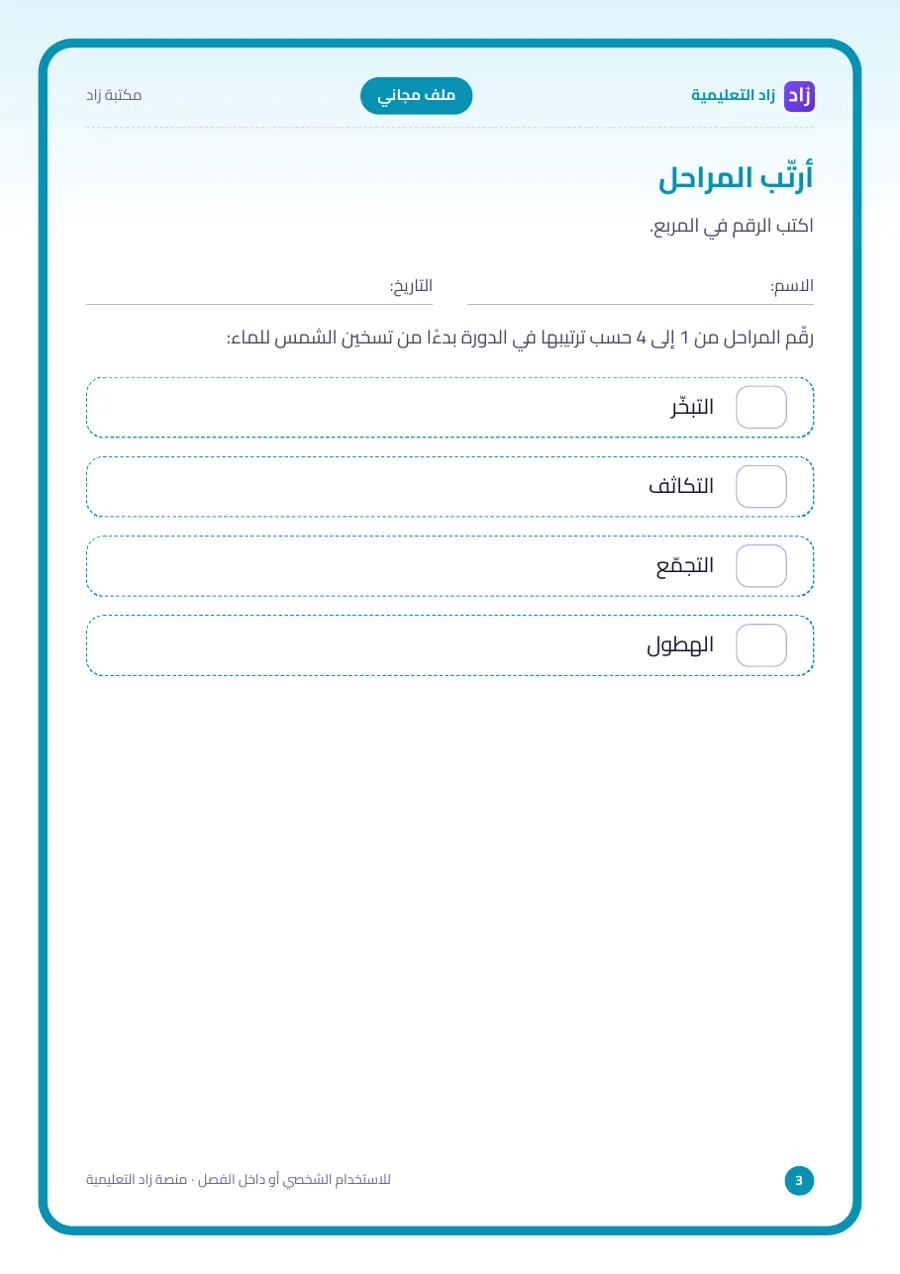 زاد
زاد التعليمية
ملف مجاني
مكتبة زاد
أرتّب المراحل
اكتب الرقم في المربع.
الاسم:
التاريخ:
رقّم المراحل من 1 إلى 4 حسب ترتيبها في الدورة بدءًا من تسخين الشمس للماء:
التبخّر
التكاثف
التجمّع
الهطول
3
للاستخدام الشخصي أو داخل الفصل · منصة زاد التعليمية